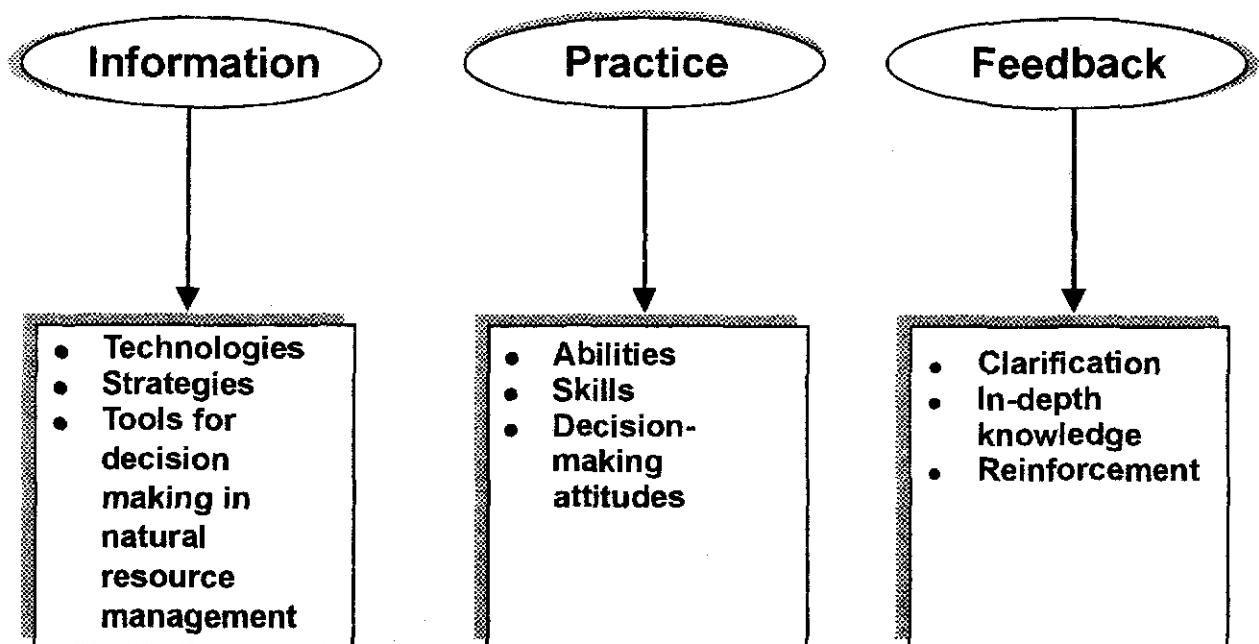 Information
Practice
Feedback
• Technologies
• Strategies
• Tools for
decision
making in
natural
resource
management
• Abilities
• Skills
• Decision-
making
attitudes
• Clarification
• In-depth
knowledge
• Reinforcement